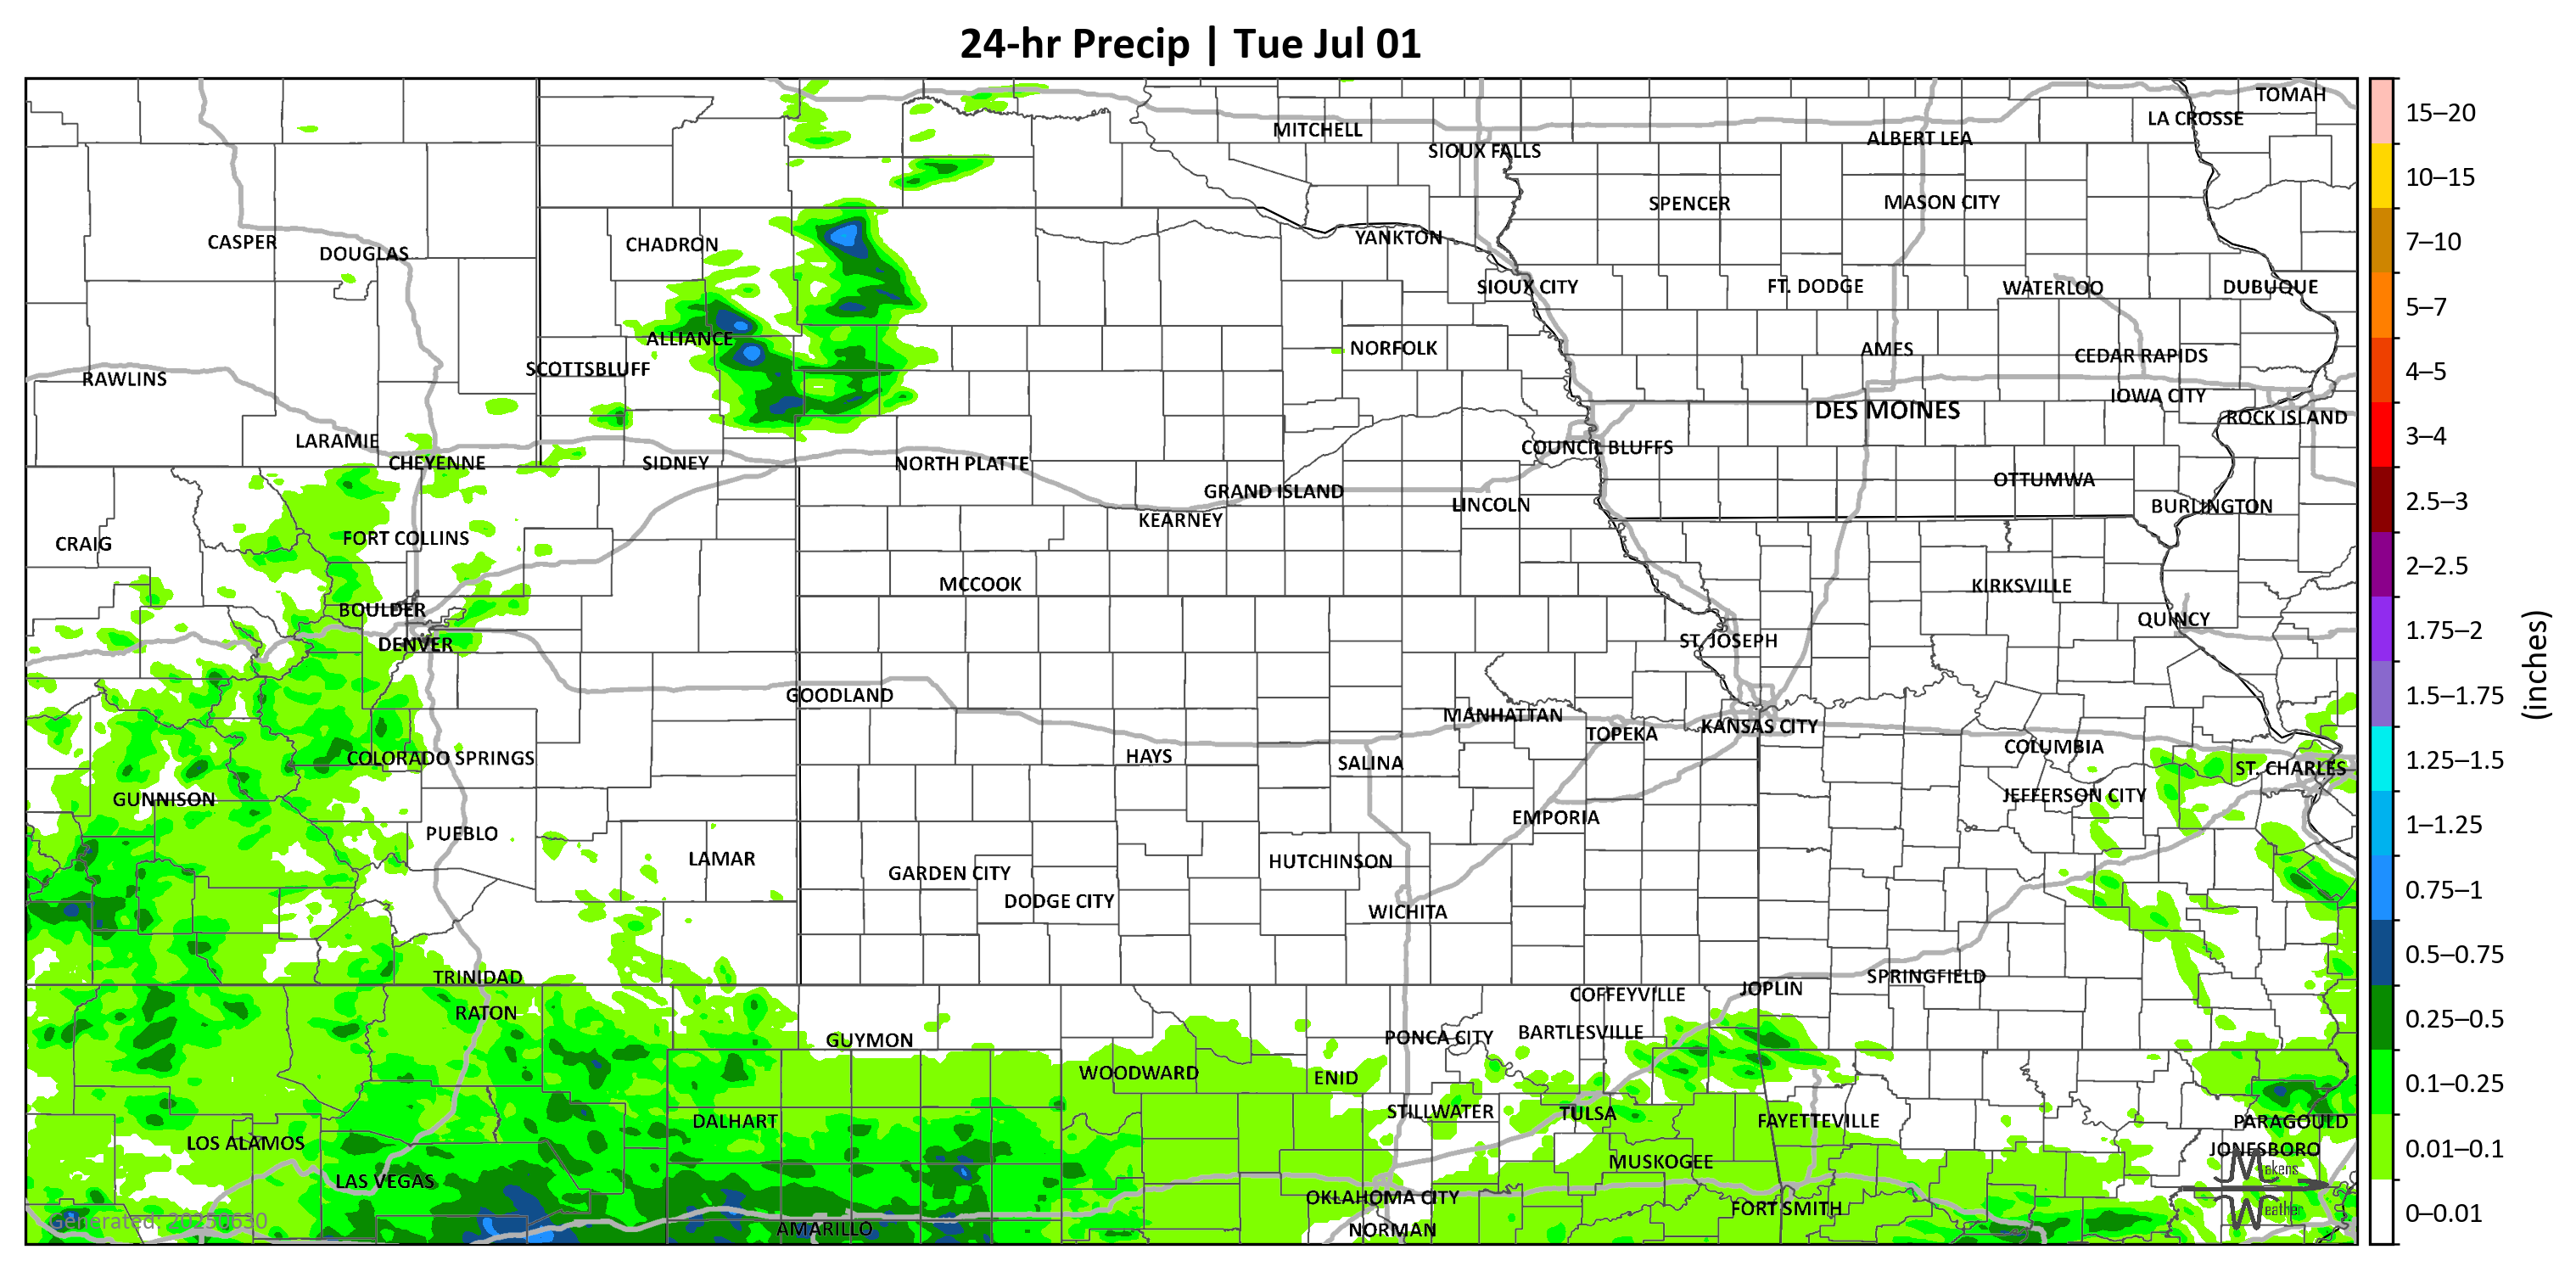 24-hr Precip | Tue Jul 01
TOMAH
LA CROSSE
MITCHELL
ALBERT LEA
SIOUX FALLS
MASON CITY
SPENCER
YANKTON
CASPER
CHADRON
DOUGLAS
SIOUX CITY
FT. DODGE
WATERLOO
DUBUQUE
ALLIANCE
NORFOLK
AMES
CEDAR RAPIDS
SCOTTSBLUFF
RAWLINS
IOWA CITY
DES MOINES
ROCK ISLAND
LARAMIE
COUNCIL BLUFFS
CHEYENNE
SIDNEY
NORTH PLATTE
OTTUMWA
GRAND ISLAND
LINCOLN
BURLINGTON
KEARNEY
CRAIG
FORT COLLINS
MCCOOK
KIRKSVILLE
BOULDER
QUINCY
DENVER
ST. JOSEPH
GOODLAND
MANHATTAN
TOPEKA
KANSAS CITY
COLUMBIA
COLORADO SPRINGS
HAYS
SALINA
ST. CHARLES
GUNNISON
JEFFERSON CITY
EMPORIA
PUEBLO
LAMAR
HUTCHINSON
GARDEN CITY
DODGE CITY
WICHITA
TRINIDAD
SPRINGFIELD
JOPLIN
COFFEYVILLE
RATON
GUYMON
PONCA CITY
BARTLESVILLE
WOODWARD
ENID
STILLWATER
TULSA
DALHART
FAYETTEVILLE
PARAGOULD
LOS ALAMOS
JONESBORO
MUSKOGEE
LAS VEGAS
OKLAHOMA CITY
FORT SMITH
AMARILLO
NORMAN
Generated: 20250630
Makens
Weather
15–20
10–15
7–10
5–7
4–5
3–4
2.5–3
2–2.5
1.75–2
1.5–1.75
1.25–1.5
1–1.25
0.75–1
0.5–0.75
0.25–0.5
0.1–0.25
0.01–0.1
0–0.01
(inches)